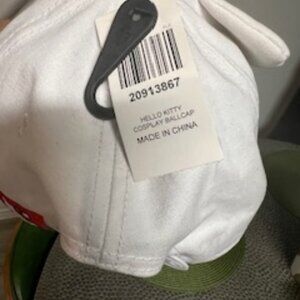 20913867
HELLO KITTY
COSPLAY BALLCAP
MADE IN CHINA